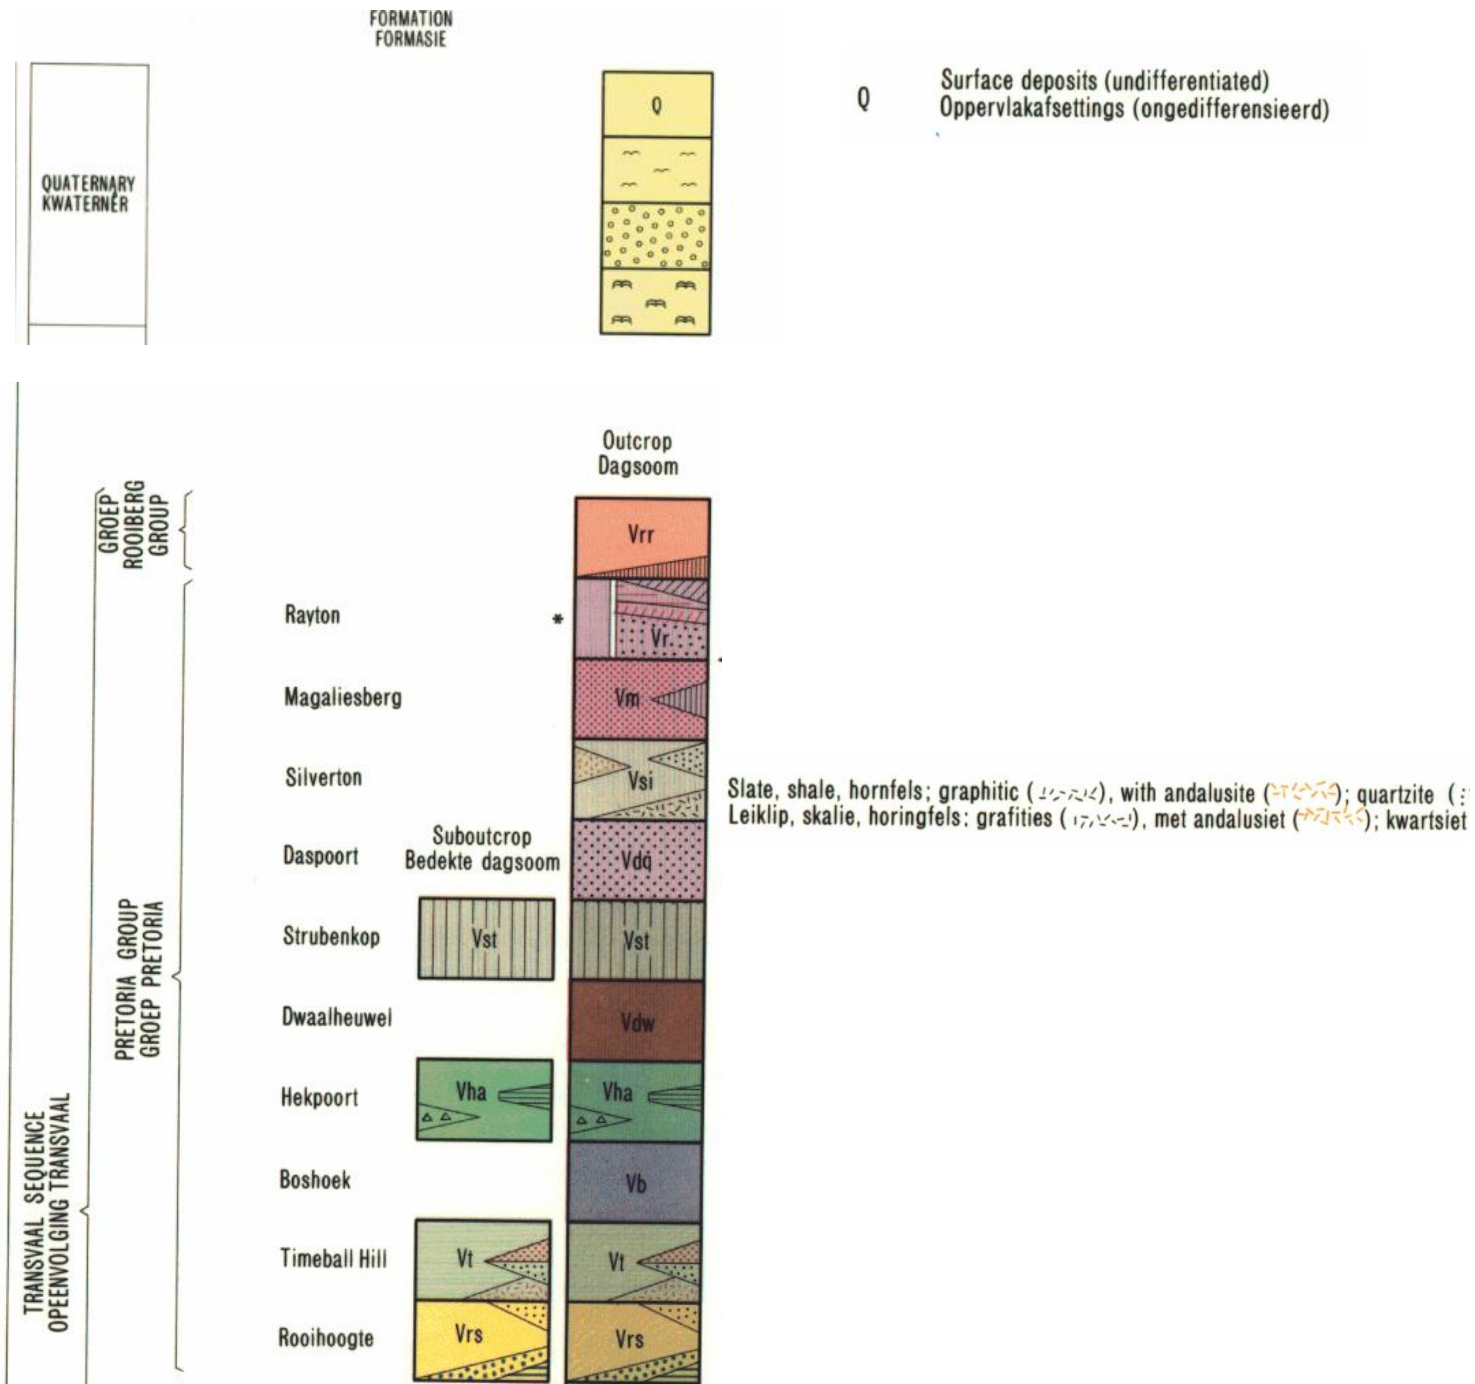 FORMATION
FORMASIE
QUATERNARY
KWATERNÊR
Q
Q
Surface deposits (undifferentiated)
Oppervlakafsettings (ongedifferensieerd)
Outcrop
Dagsoom
GROEP
ROOIBERG
GROUP
Vrr
Rayton
*
Vr
Magaliesberg
Vm
Silverton
Vsi
Slate, shale, hornfels; graphitic ( ), with andalusite ( ); quartzite (
Leiklip, skalie, horingfels: grafities ( ), met andalusiet ( ); kwartsiet
Daspoort
Suboutcrop
Bedekte dagsoom
Vdq
PRETORIA GROUP
GROEP PRETORIA
Strubenkop
Vst
Vst
Dwaalheuwel
Vdw
Hekpoort
Vha
Vha
TRANSVAAL SEQUENCE
OPEENVOLGING TRANSVAAL
Boshoek
Vb
Timeball Hill
Vt
Vt
Rooihoogte
Vrs
Vrs